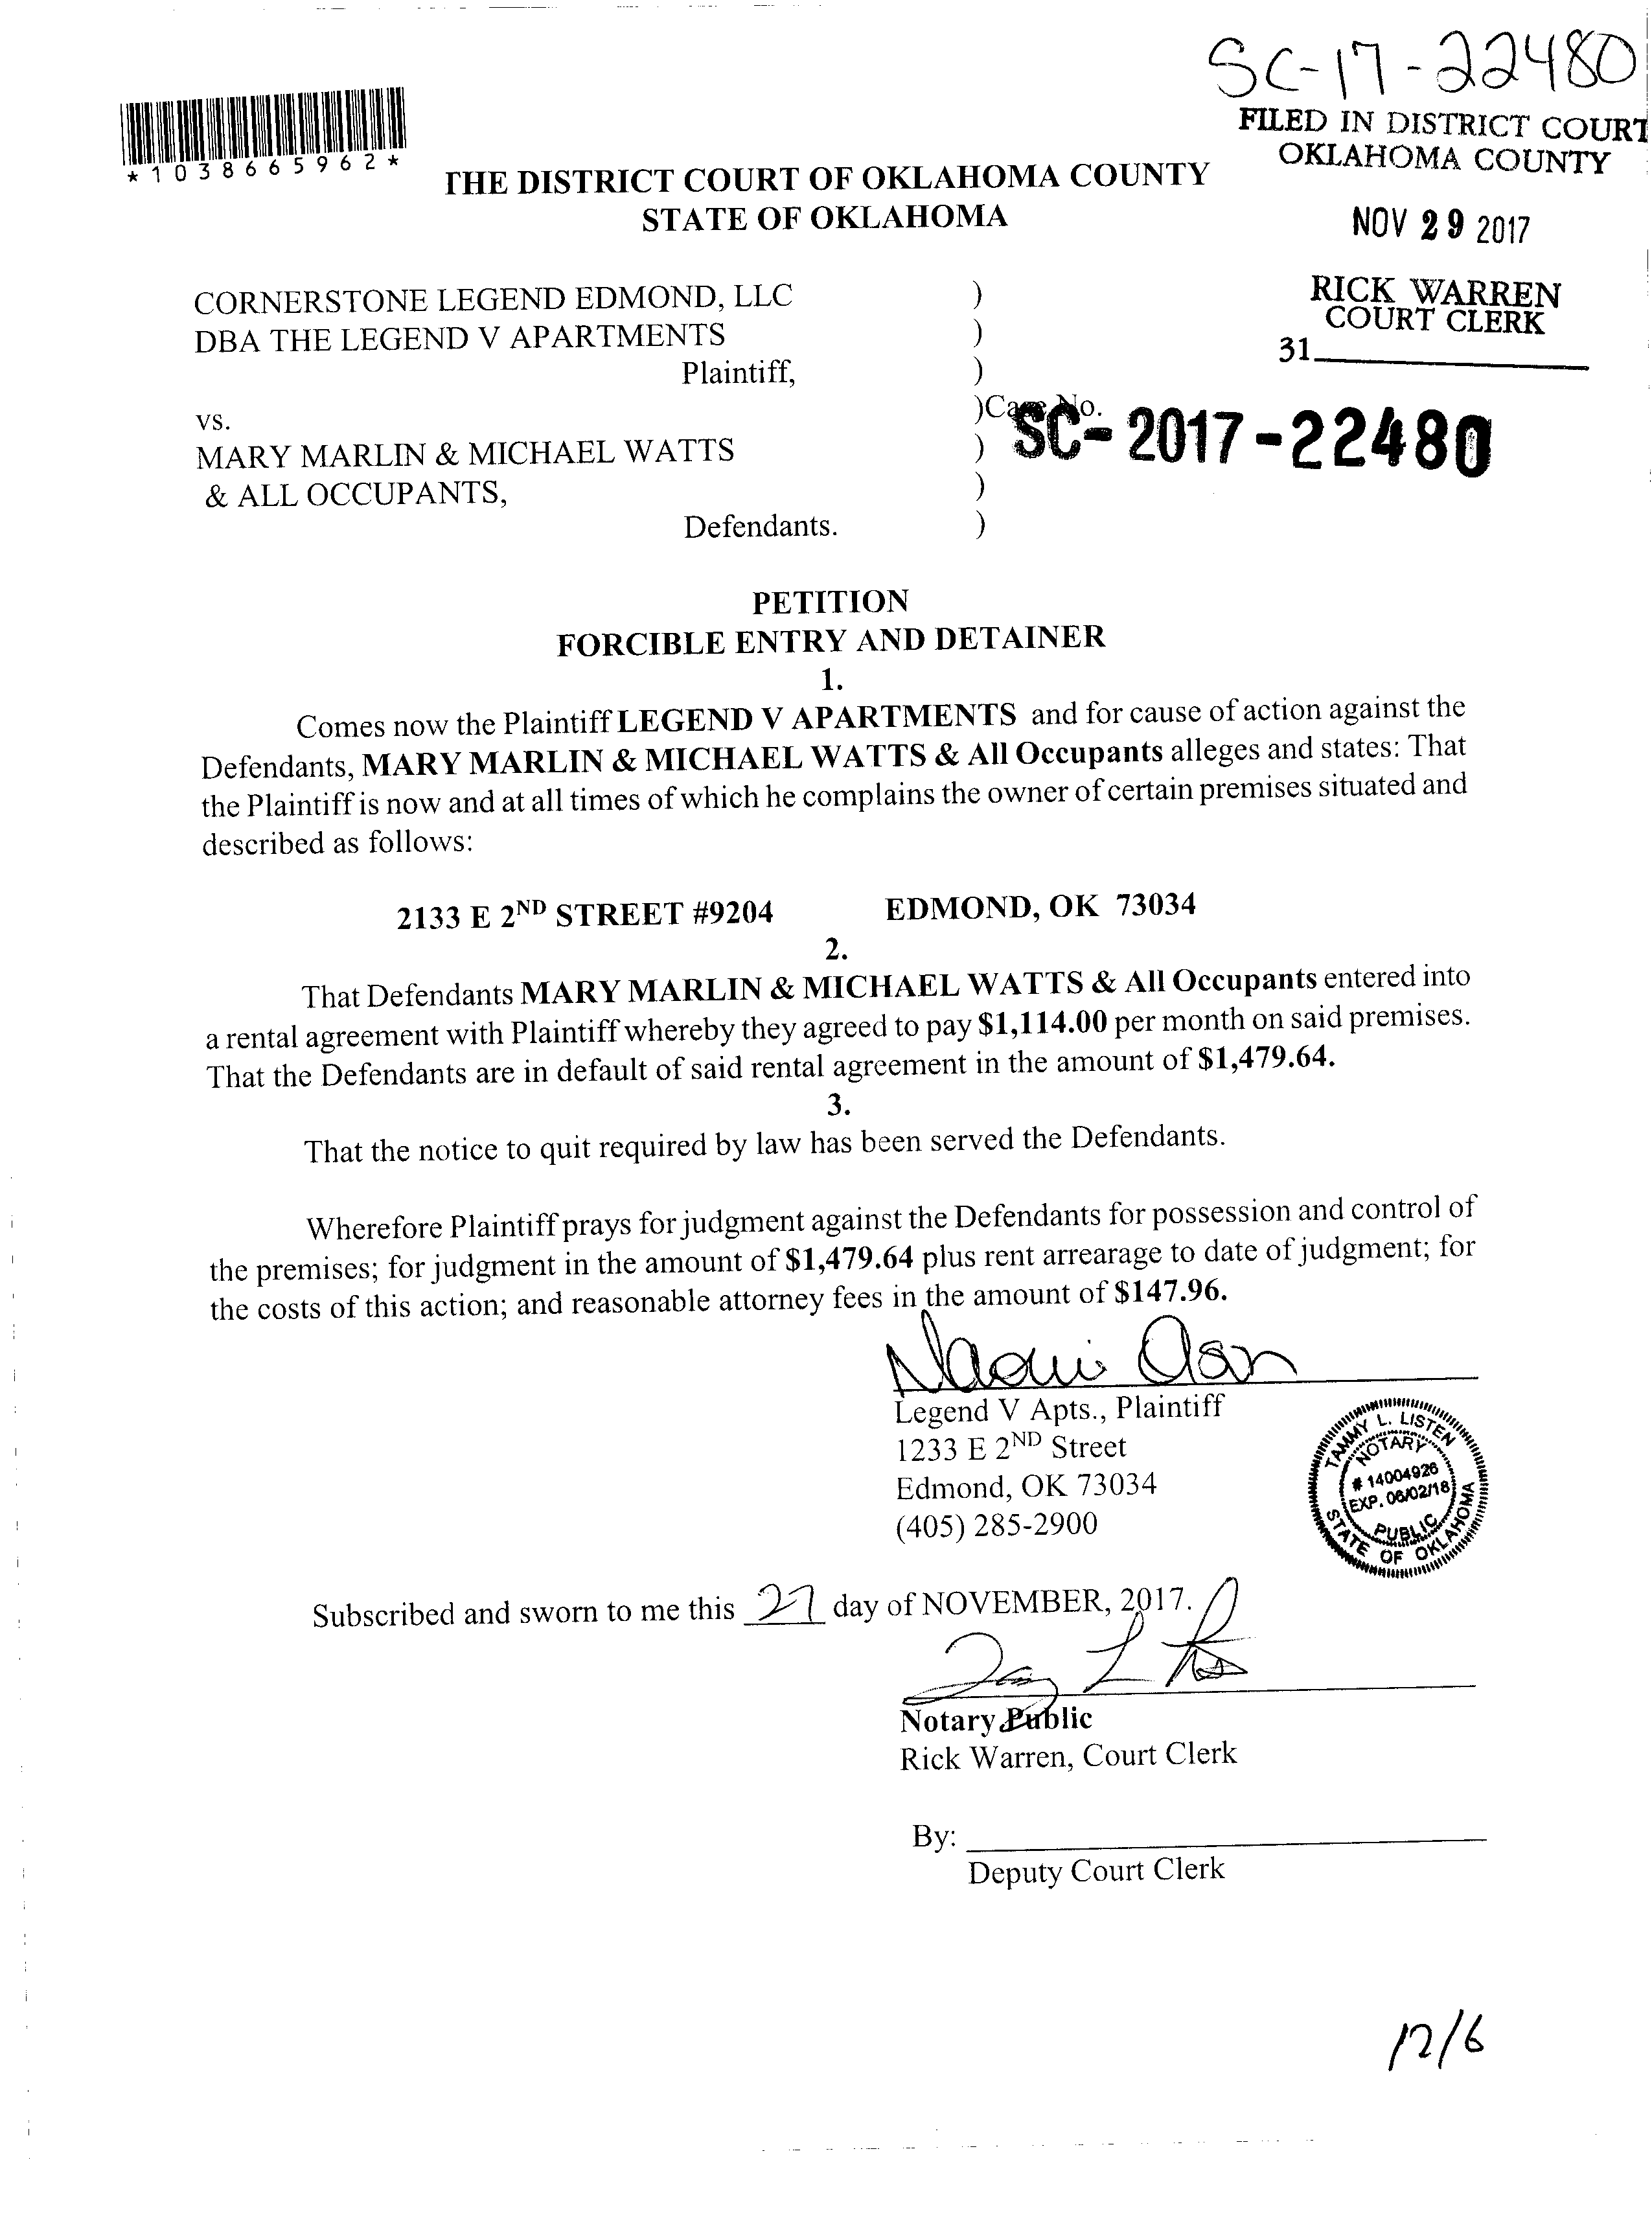 SC-17-22480
FILED IN DISTRICT COURT
OKLAHOMA COUNTY
*1038665962*
THE DISTRICT COURT OF OKLAHOMA COUNTY
STATE OF OKLAHOMA
NOV 29 2017
RICK WARREN
COURT CLERK
31
CORNERSTONE LEGEND EDMOND, LLC )
DBA THE LEGEND V APARTMENTS )
Plaintiff, )
vs. )Case No.
SC-2017-22480
MARY MARLIN & MICHAEL WATTS )
& ALL OCCUPANTS, )
Defendants. )
PETITION
FORCIBLE ENTRY AND DETAINER
1.
Comes now the Plaintiff LEGEND V APARTMENTS and for cause of action against the
Defendants, MARY MARLIN & MICHAEL WATTS & All Occupants alleges and states: That
the Plaintiff is now and at all times of which he complains the owner of certain premises situated and
described as follows:
2133 E 2ND STREET #9204 EDMOND, OK 73034
2.
That Defendants MARY MARLIN & MICHAEL WATTS & All Occupants entered into
a rental agreement with Plaintiff whereby they agreed to pay $1,114.00 per month on said premises.
That the Defendants are in default of said rental agreement in the amount of $1,479.64.
3.
That the notice to quit required by law has been served the Defendants.
Wherefore Plaintiff prays for judgment against the Defendants for possession and control of
the premises; for judgment in the amount of $1,479.64 plus rent arrearage to date of judgment; for
the costs of this action; and reasonable attorney fees in the amount of $147.96.
Legend V Apts., Plaintiff
1233 E 2ND Street
Edmond, OK 73034
(405) 285-2900
TAMMY L. LISTEN
NOTARY
# 14004926
EXP. 06/02/18
PUBLIC
STATE OF OKLAHOMA
Subscribed and sworn to me this 27 day of NOVEMBER, 2017.
Notary Public
Rick Warren, Court Clerk
By:
Deputy Court Clerk
12/6